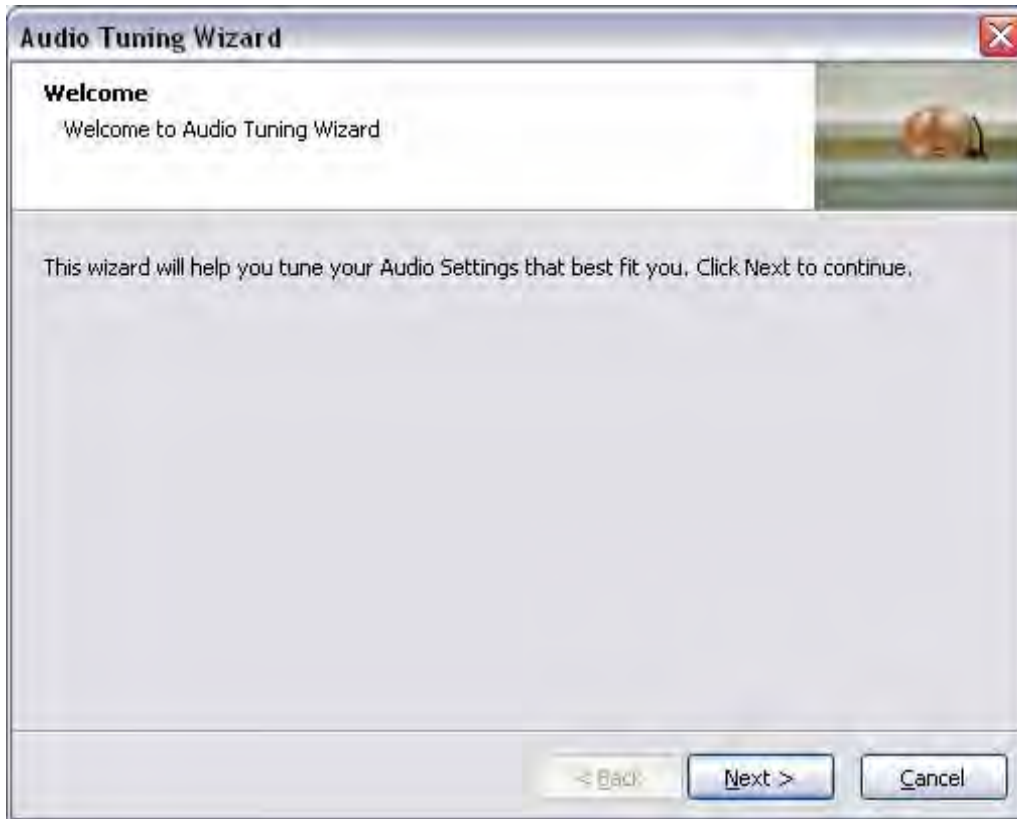 Audio Tuning Wizard
Welcome
Welcome to Audio Tuning Wizard
This wizard will help you tune your Audio Settings that best fit you. Click Next to continue.
< Back
Next >
Cancel